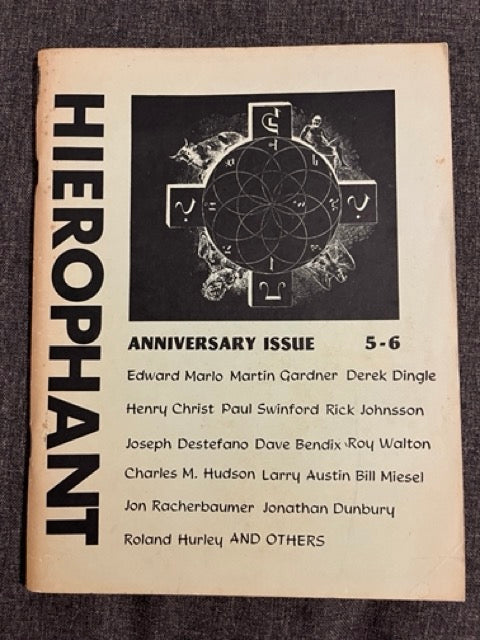 HIEROPHANT
ANNIVERSARY ISSUE 5-6
Edward Marlo Martin Gardner Derek Dingle
Henry Christ Paul Swinford Rick Johnsson
Joseph Destefano Dave Bendix Roy Walton
Charles M. Hudson Larry Austin Bill Miesel
Jon Racherbaumer Jonathan Dunbury
Roland Hurley AND OTHERS